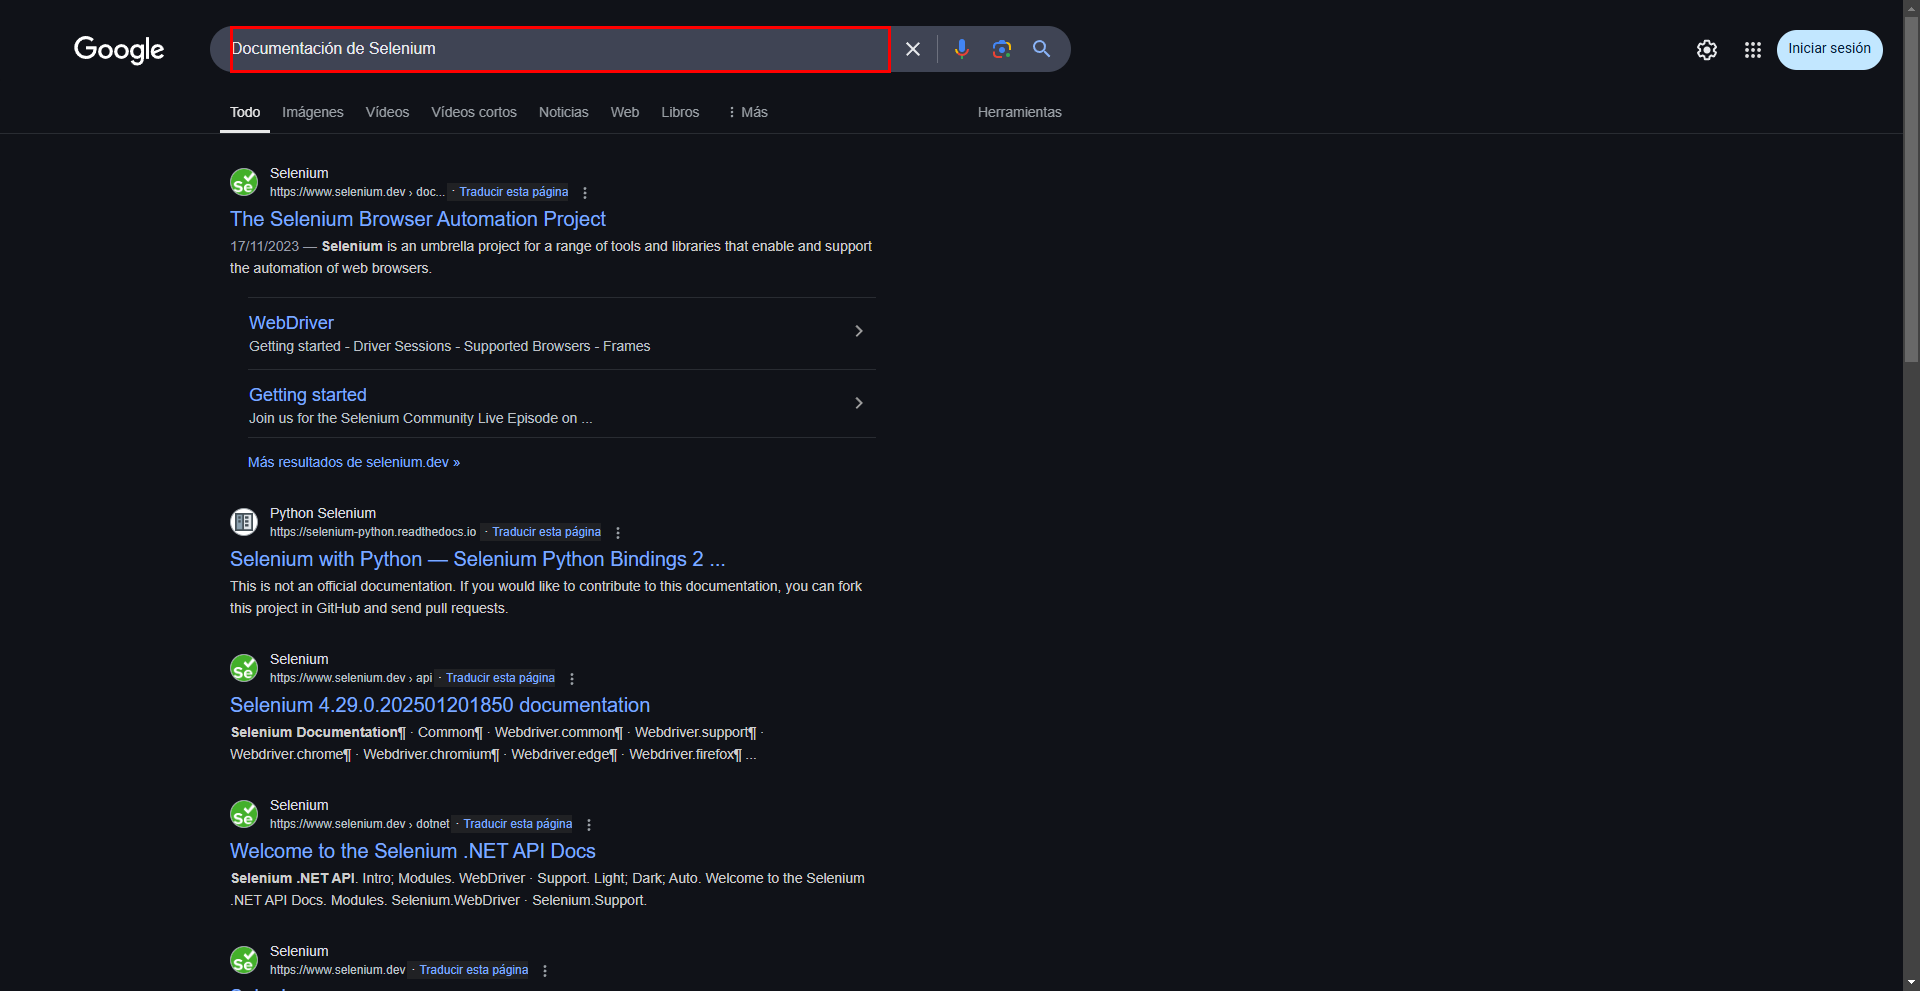 Google
Documentación de Selenium
Iniciar sesión
Todo Imágenes Vídeos Vídeos cortos Noticias Web Libros Más Herramientas
Selenium
https://www.selenium.dev › doc... · Traducir esta página
The Selenium Browser Automation Project
17/11/2023 — Selenium is an umbrella project for a range of tools and libraries that enable and support
the automation of web browsers.
WebDriver
Getting started - Driver Sessions - Supported Browsers - Frames
Getting started
Join us for the Selenium Community Live Episode on ...
Más resultados de selenium.dev »
Python Selenium
https://selenium-python.readthedocs.io · Traducir esta página
Selenium with Python — Selenium Python Bindings 2 ...
This is not an official documentation. If you would like to contribute to this documentation, you can fork
this project in GitHub and send pull requests.
Se
Selenium
https://www.selenium.dev › api · Traducir esta página
Selenium 4.29.0.202501201850 documentation
Selenium Documentation¶ · Common¶ · Webdriver.common¶ · Webdriver.support¶ ·
Webdriver.chrome¶ · Webdriver.chromium¶ · Webdriver.edge¶ · Webdriver.firefox¶ ...
Se
Selenium
https://www.selenium.dev › dotnet · Traducir esta página
Welcome to the Selenium .NET API Docs
Selenium .NET API. Intro; Modules. WebDriver · Support. Light; Dark; Auto. Welcome to the Selenium
.NET API Docs. Modules. Selenium.WebDriver · Selenium.Support.
Se
Selenium
https://www.selenium.dev · Traducir esta página